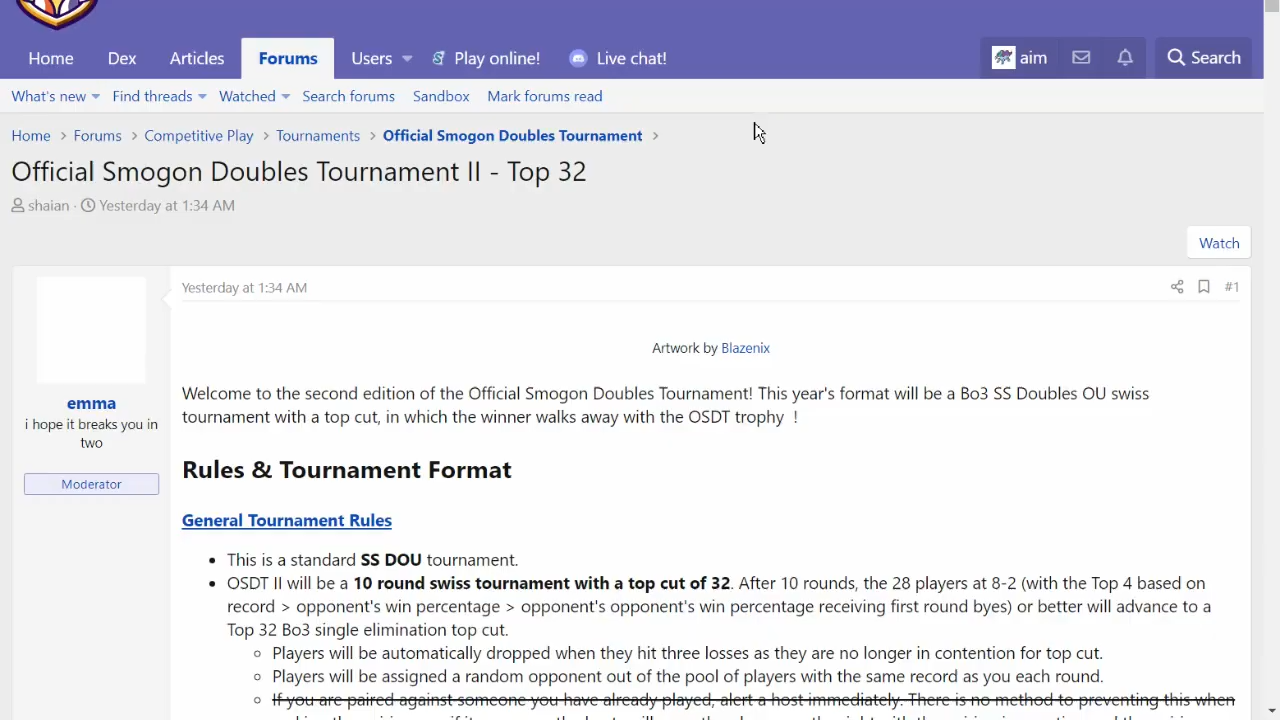 Home Dex Articles Forums Users Play online! Live chat! aim Search
What's new Find threads Watched Search forums Sandbox Mark forums read
Home > Forums > Competitive Play > Tournaments > Official Smogon Doubles Tournament >
Official Smogon Doubles Tournament II - Top 32
shaian · Yesterday at 1:34 AM
Watch
Yesterday at 1:34 AM #1
Artwork by Blazenix
emma
i hope it breaks you in
two
Moderator
Welcome to the second edition of the Official Smogon Doubles Tournament! This year's format will be a Bo3 SS Doubles OU swiss
tournament with a top cut, in which the winner walks away with the OSDT trophy !
Rules & Tournament Format
General Tournament Rules
• This is a standard SS DOU tournament.
• OSDT II will be a 10 round swiss tournament with a top cut of 32. After 10 rounds, the 28 players at 8-2 (with the Top 4 based on
record > opponent's win percentage > opponent's opponent's win percentage receiving first round byes) or better will advance to a
Top 32 Bo3 single elimination top cut.
◦ Players will be automatically dropped when they hit three losses as they are no longer in contention for top cut.
◦ Players will be assigned a random opponent out of the pool of players with the same record as you each round.
◦ If you are paired against someone you have already played, alert a host immediately. There is no method to preventing this when